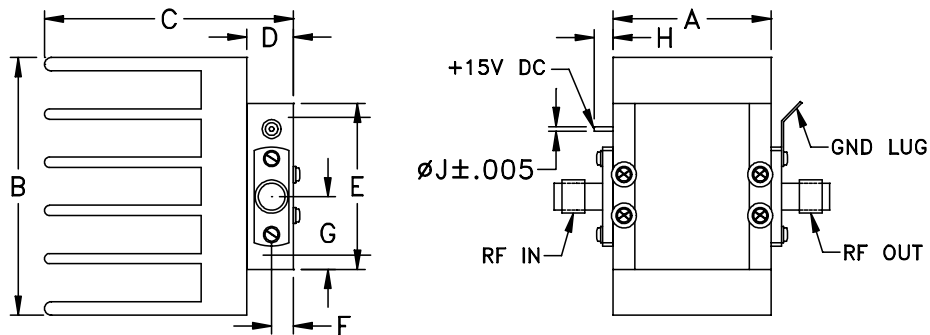 C
D
B
E
G
F
A
H
+15V DC
øJ±.005
GND LUG
RF IN
RF OUT